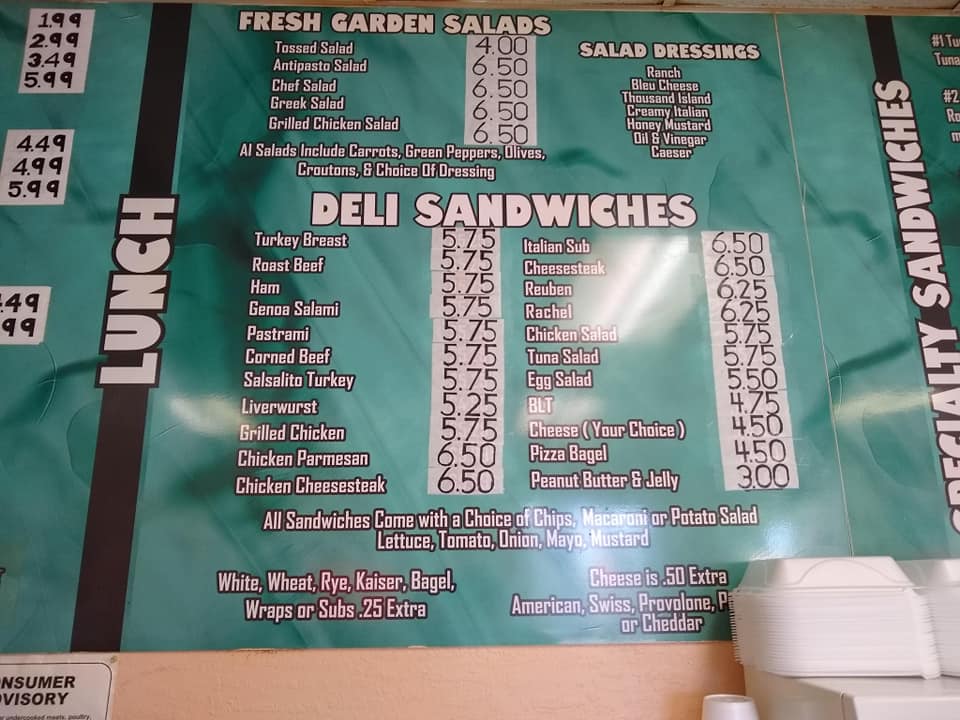 1.99
2.99
3.49
5.99
4.49
4.99
5.99
.49
99
LUNCH
FRESH GARDEN SALADS
Tossed Salad 4.00
Antipasto Salad 6.50
Chef Salad 6.50
Greek Salad 6.50
Grilled Chicken Salad 6.50
Al Salads Include Carrots, Green Peppers, Olives,
Croutons, & Choice Of Dressing
SALAD DRESSINGS
Ranch
Bleu Cheese
Thousand Island
Creamy Italian
Honey Mustard
Oil & Vinegar
Caeser
DELI SANDWICHES
Turkey Breast 5.75
Roast Beef 5.75
Ham 5.75
Genoa Salami 5.75
Pastrami 5.75
Corned Beef 5.75
Salsalito Turkey 5.75
Liverwurst 5.25
Grilled Chicken 5.75
Chicken Parmesan 6.50
Chicken Cheesesteak 6.50
Italian Sub 6.50
Cheesesteak 6.50
Reuben 6.25
Rachel 6.25
Chicken Salad 5.75
Tuna Salad 5.75
Egg Salad 5.50
BLT 4.75
Cheese ( Your Choice ) 4.50
Pizza Bagel 4.50
Peanut Butter & Jelly 3.00
All Sandwiches Come with a Choice of Chips, Macaroni or Potato Salad
Lettuce, Tomato, Onion, Mayo, Mustard
White, Wheat, Rye, Kaiser, Bagel,
Wraps or Subs .25 Extra
Cheese is .50 Extra
American, Swiss, Provolone, P
or Cheddar
SPECIALTY SANDWICHES
#1 Tu
Tuna
#2
Ro
m
ONSUMER
DVISORY
undercooked meats, poultry,